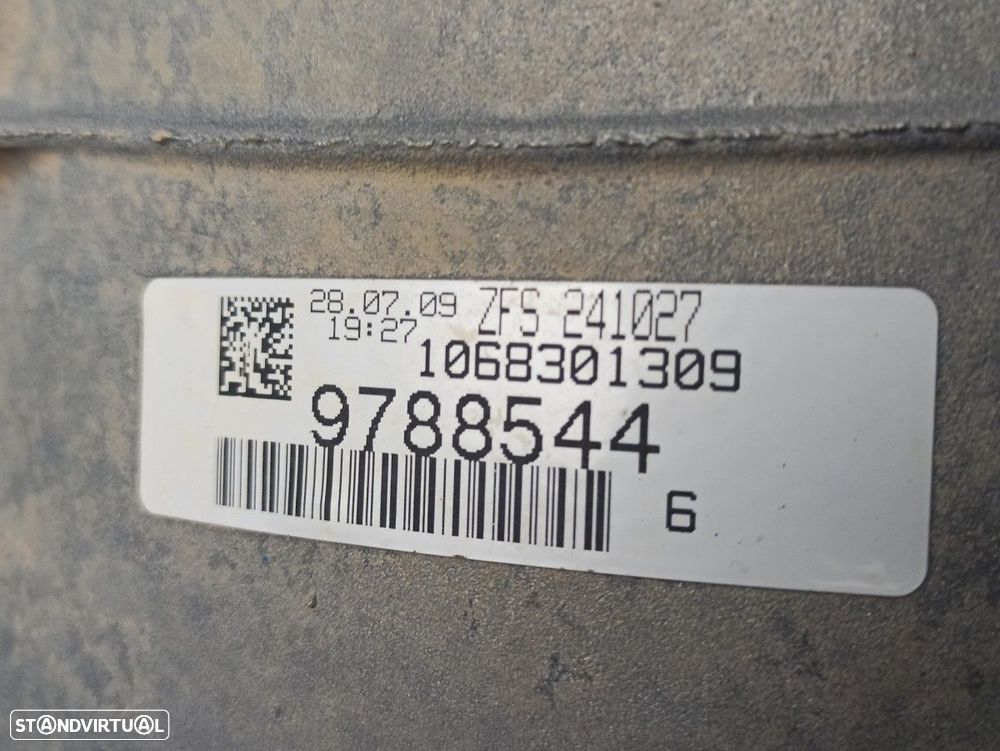 28.07.09 ZFS 241027
19:27
1068301309
9788544
6
STANDVIRTUAL